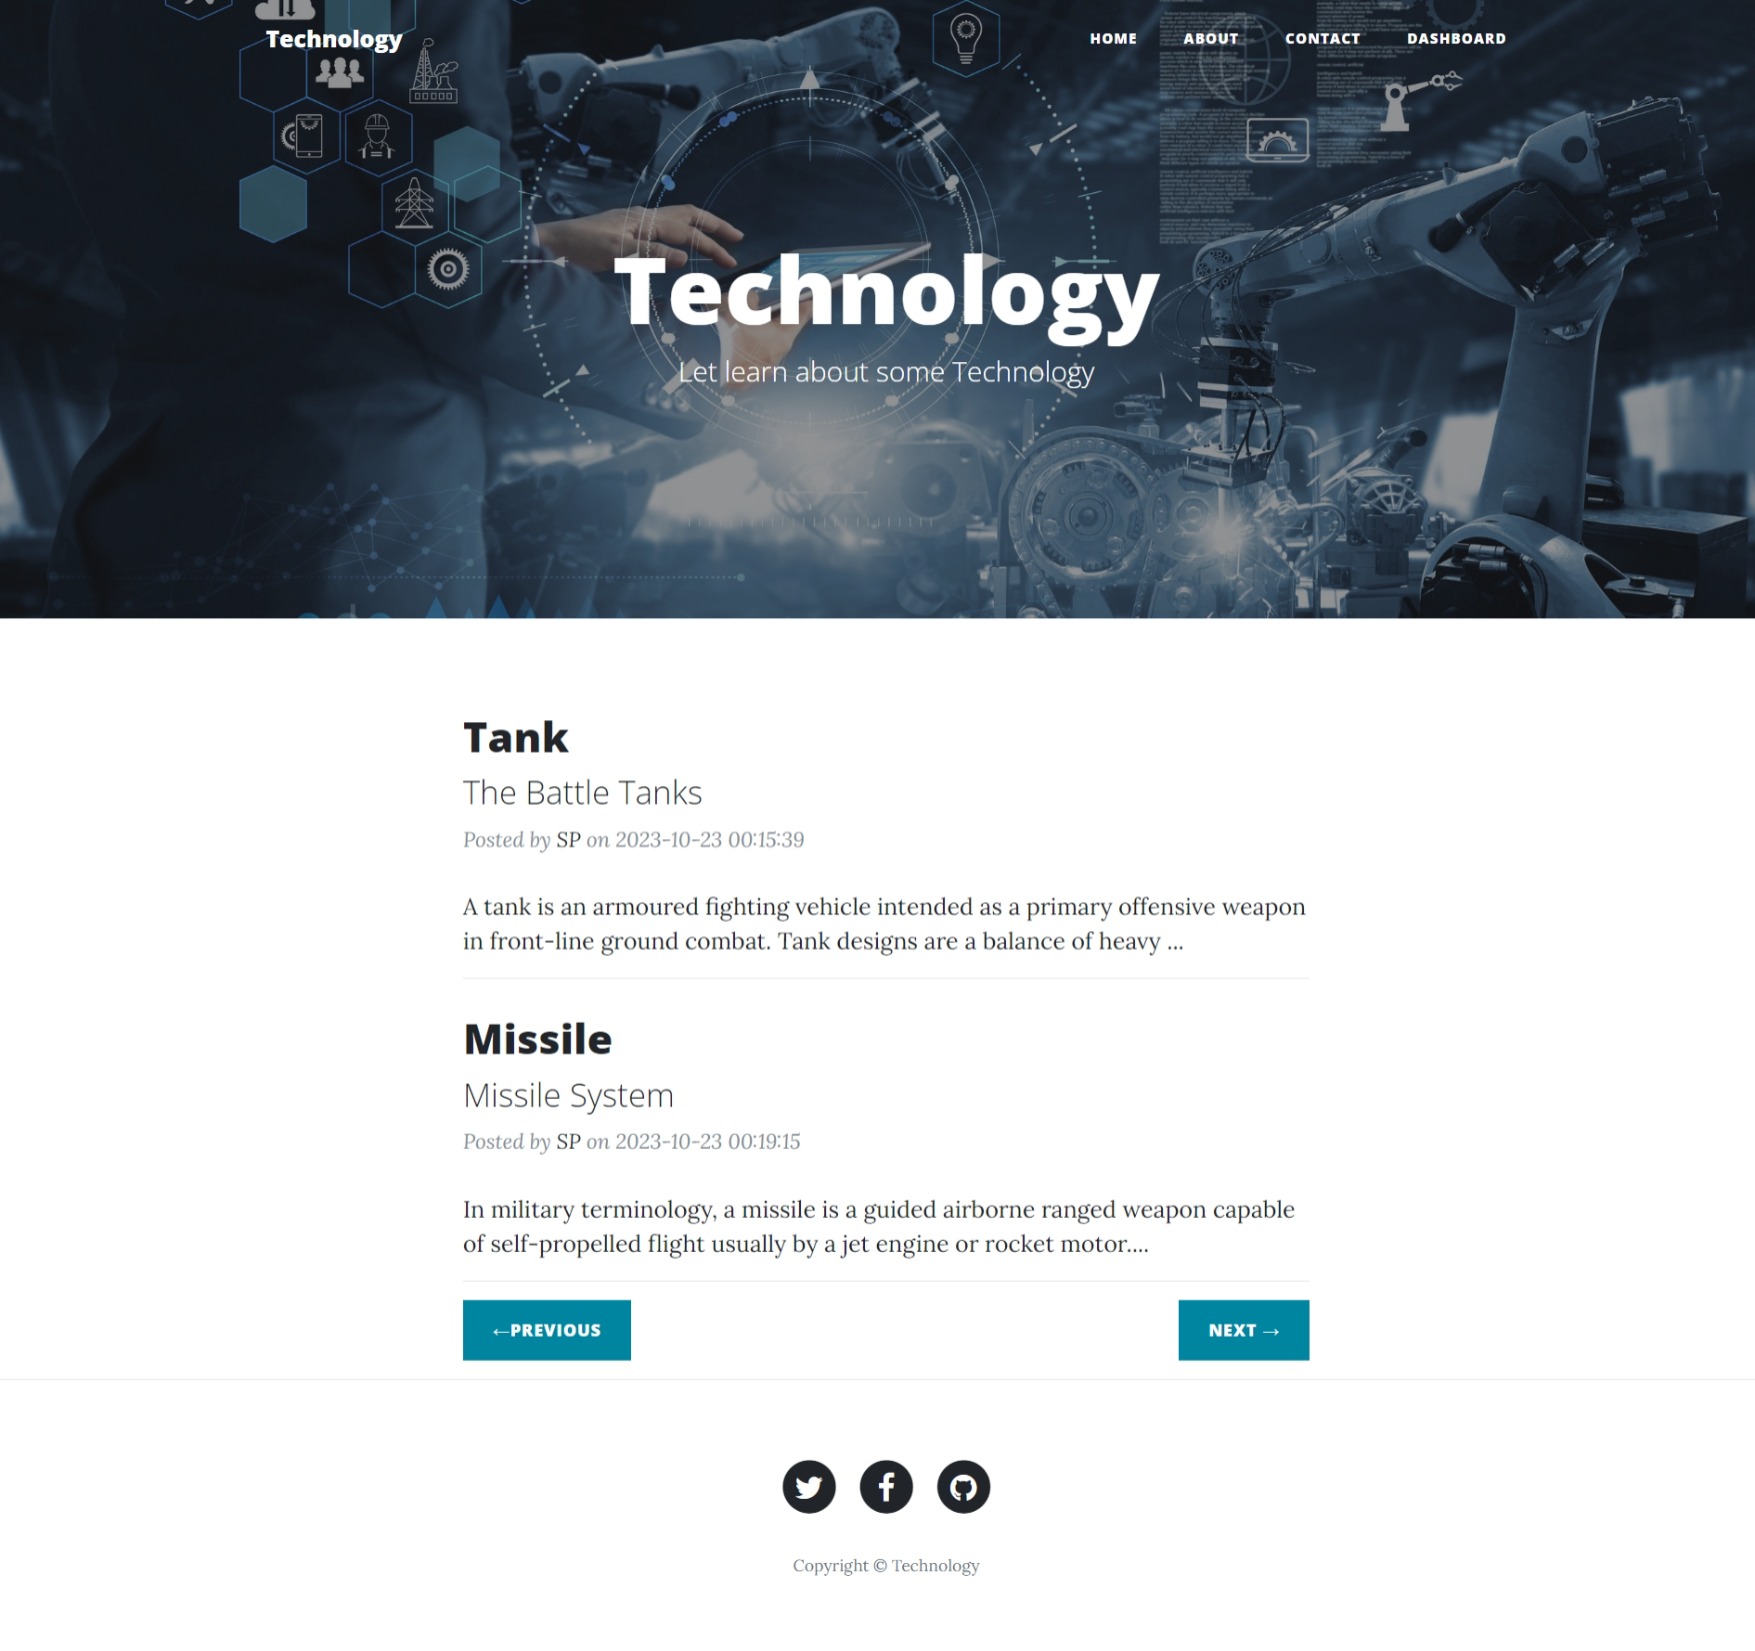 Technology
HOME ABOUT CONTACT DASHBOARD
Technology
Let learn about some Technology
Tank
The Battle Tanks
Posted by SP on 2023-10-23 00:15:39
A tank is an armoured fighting vehicle intended as a primary offensive weapon
in front-line ground combat. Tank designs are a balance of heavy ...
Missile
Missile System
Posted by SP on 2023-10-23 00:19:15
In military terminology, a missile is a guided airborne ranged weapon capable
of self-propelled flight usually by a jet engine or rocket motor....
←PREVIOUS NEXT →
Copyright © Technology